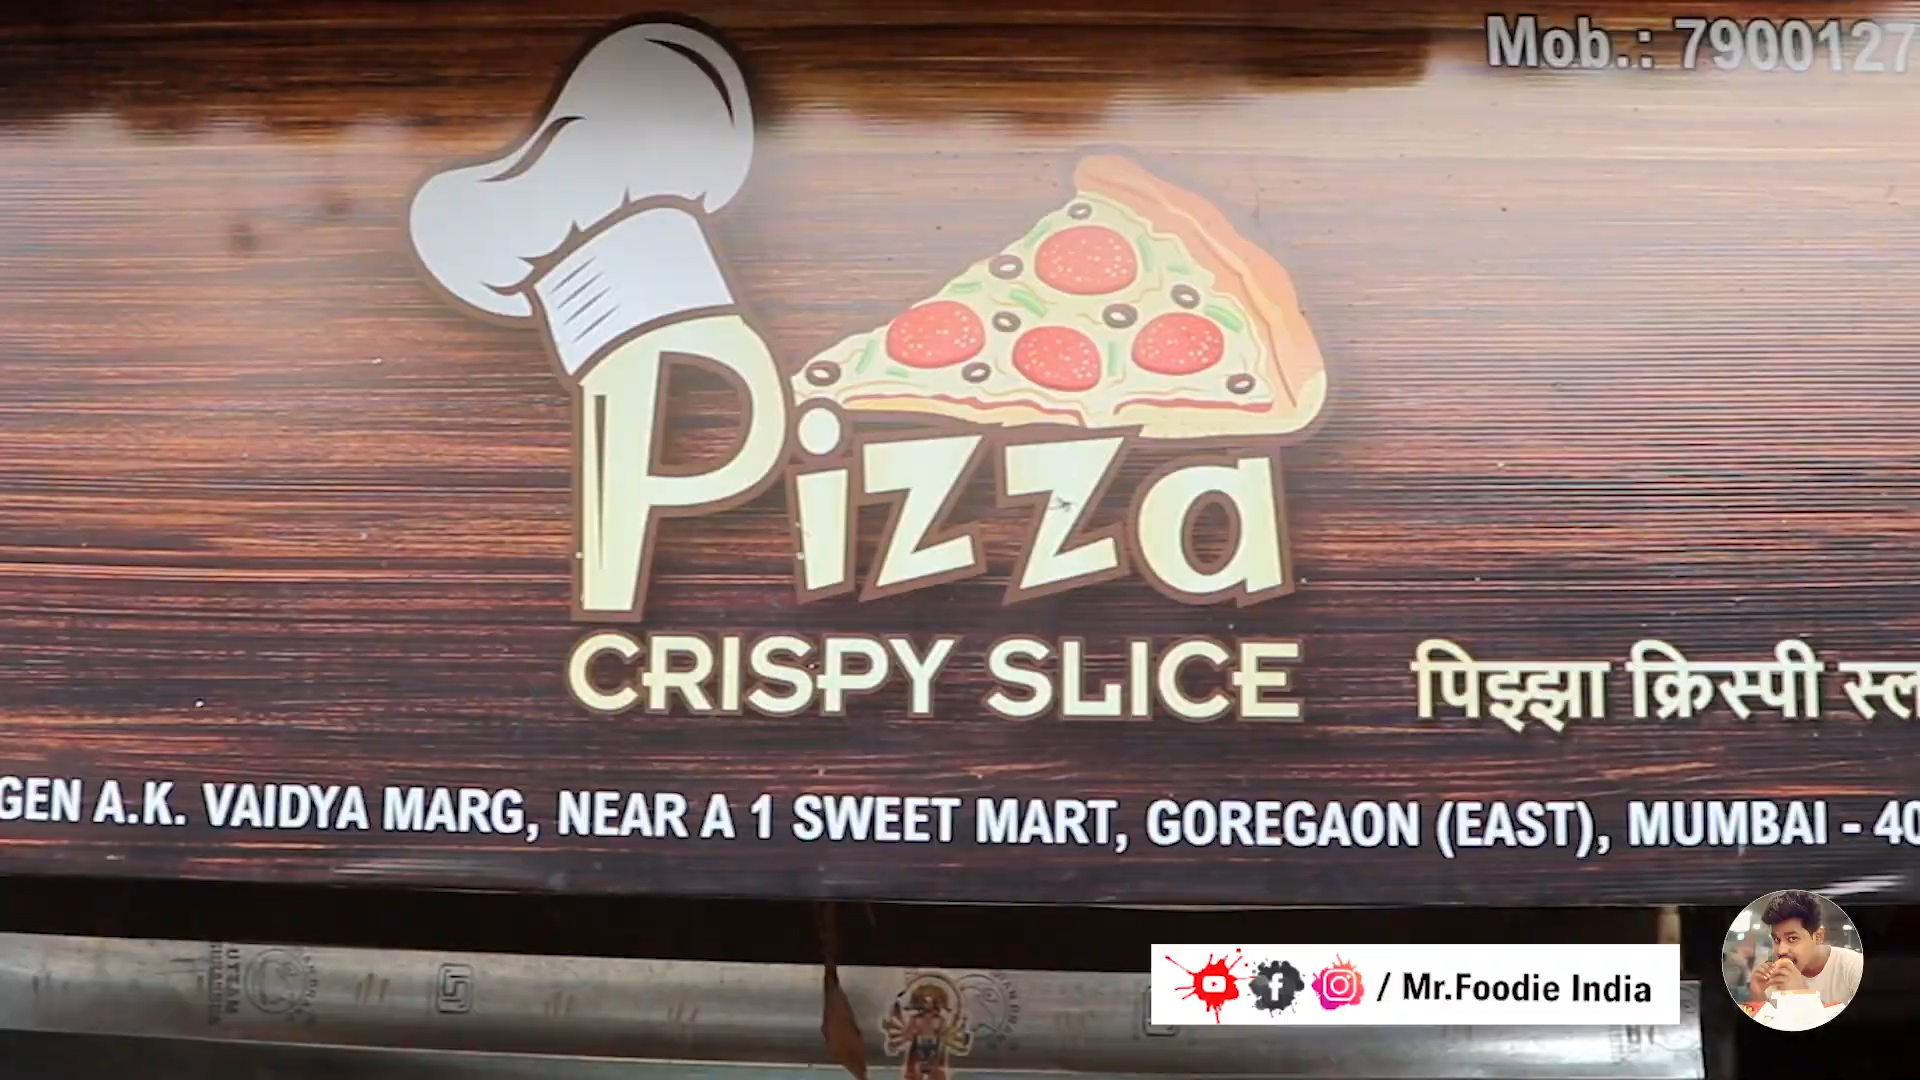 Mob.: 7900127
Pizza
CRISPY SLICE
पिझ्झा क्रिस्पी
GEN A.K. VAIDYA MARG, NEAR A 1 SWEET MART, GOREGAON (EAST), MUMBAI - 40
/ Mr.Foodie India
UTTAM